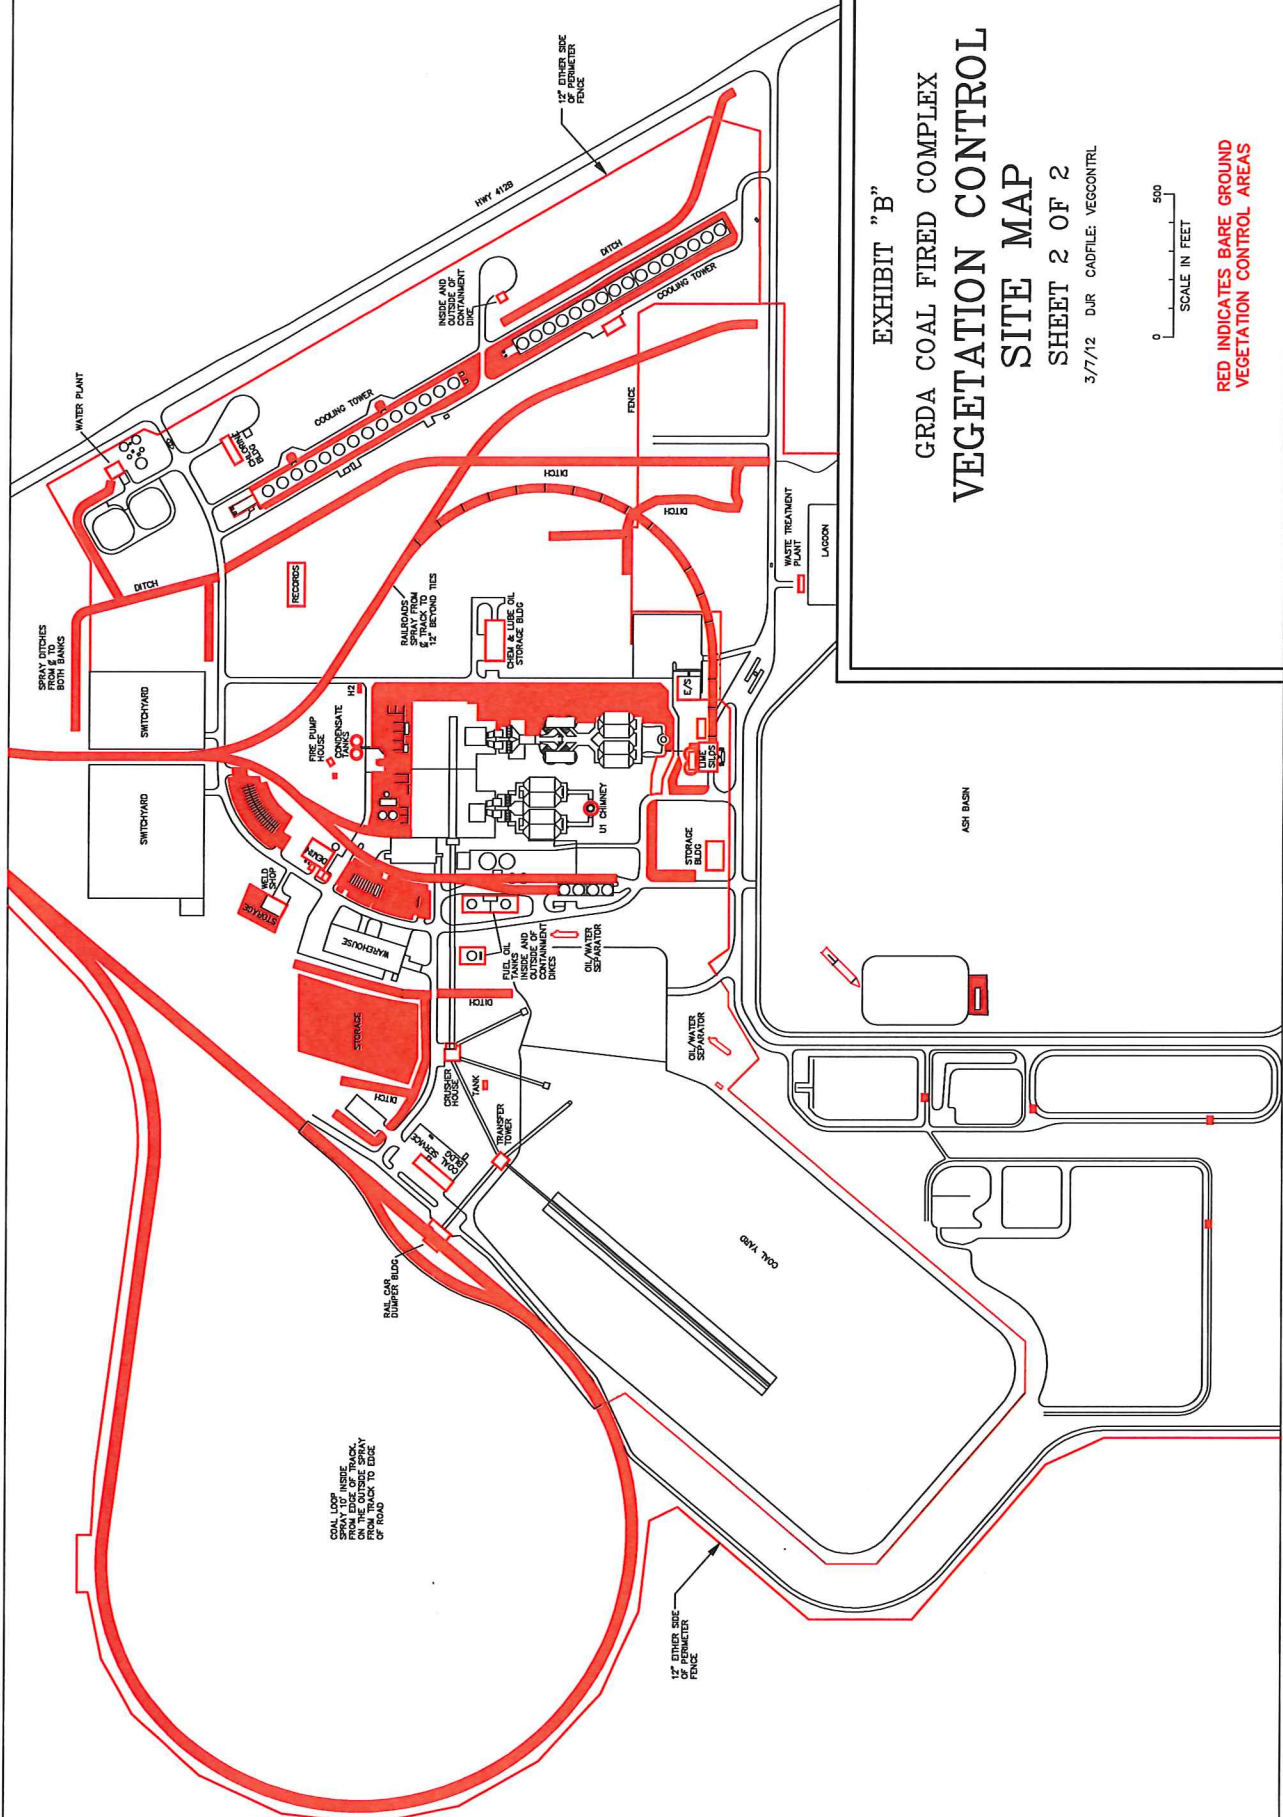 EXHIBIT "B"
GRDA COAL FIRED COMPLEX
VEGETATION CONTROL
SITE MAP
SHEET 2 OF 2
3/7/12 DJR CADFILE: VEGCONTRL
0 500
SCALE IN FEET
RED INDICATES BARE GROUND
VEGETATION CONTROL AREAS
12" EITHER SIDE
OF PERIMETER
FENCE
HWY 412B
DITCH
COOLING TOWER
INSIDE AND
OUTSIDE OF
CONTAINMENT
DIKE
WATER PLANT
CHLORINE
BLDG
COOLING TOWER
FENCE
DITCH
DITCH
WASTE TREATMENT
PLANT
LAGOON
DITCH
SPRAY DITCHES
FROM ℄ TO
BOTH BANKS
RECORDS
RAILROADS
SPRAY FROM
℄ TRACK TO
12" BEYOND TIES
CHEM & LUBE OIL
STORAGE BLDG
SWITCHYARD
SWITCHYARD
H2
FIRE PUMP
HOUSE
CONDENSATE
TANKS
E/S
LIME
SILOS
U1 CHIMNEY
STORAGE
BLDG
DEMIN
WELD
SHOP
STORAGE
WAREHOUSE
FUEL OIL
TANKS
INSIDE AND
OUTSIDE OF
CONTAINMENT
DIKES
OIL/WATER
SEPARATOR
ASH BASIN
STORAGE
DITCH
DITCH
CRUSHER
HOUSE
TANK
TRANSFER
TOWER
COAL SERVICE
BLDG
OIL/WATER
SEPARATOR
RAIL CAR
DUMPER BLDG
COAL YARD
COAL LOOP
SPRAY 10' INSIDE
FROM EDGE OF TRACK.
ON THE OUTSIDE SPRAY
FROM TRACK TO EDGE
OF ROAD
12" EITHER SIDE
OF PERIMETER
FENCE